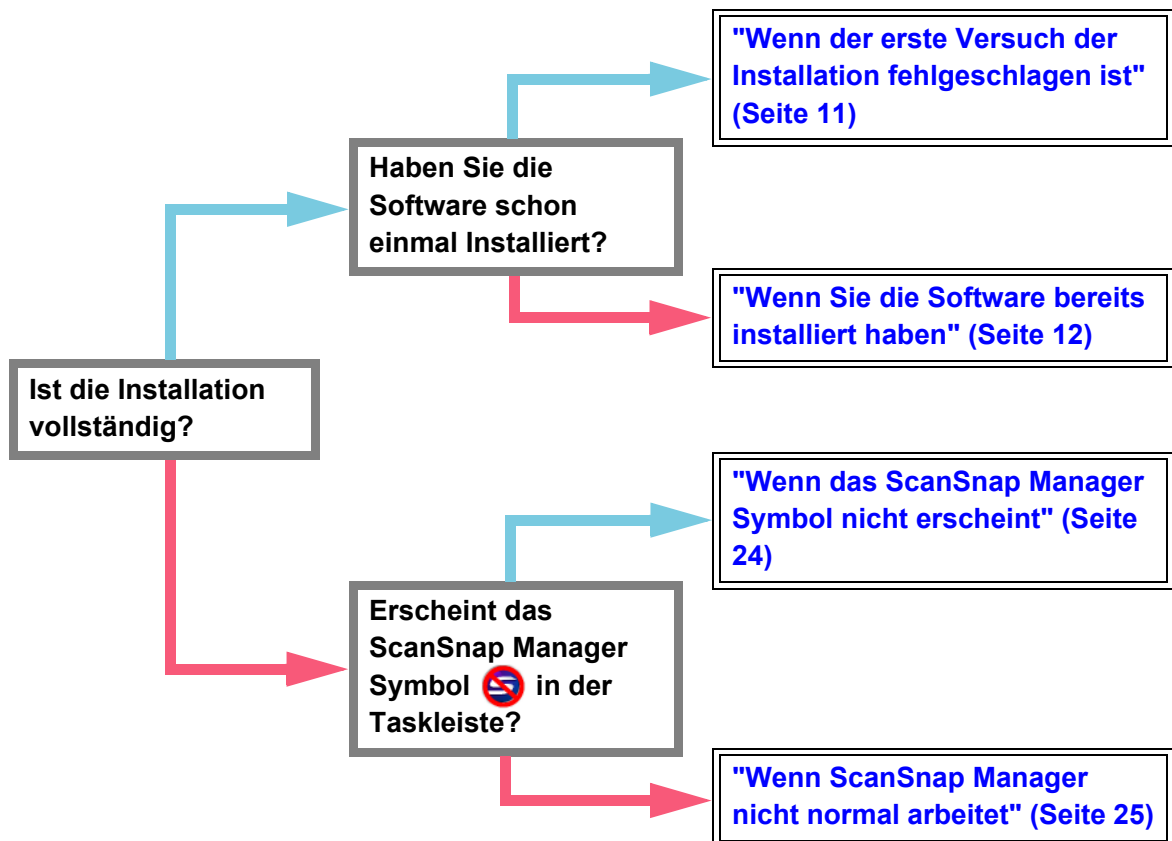 "Wenn der erste Versuch der
Installation fehlgeschlagen ist"
(Seite 11)
Haben Sie die
Software schon
einmal Installiert?
"Wenn Sie die Software bereits
installiert haben" (Seite 12)
Ist die Installation
vollständig?
"Wenn das ScanSnap Manager
Symbol nicht erscheint" (Seite
24)
Erscheint das
ScanSnap Manager
Symbol in der
Taskleiste?
"Wenn ScanSnap Manager
nicht normal arbeitet" (Seite 25)